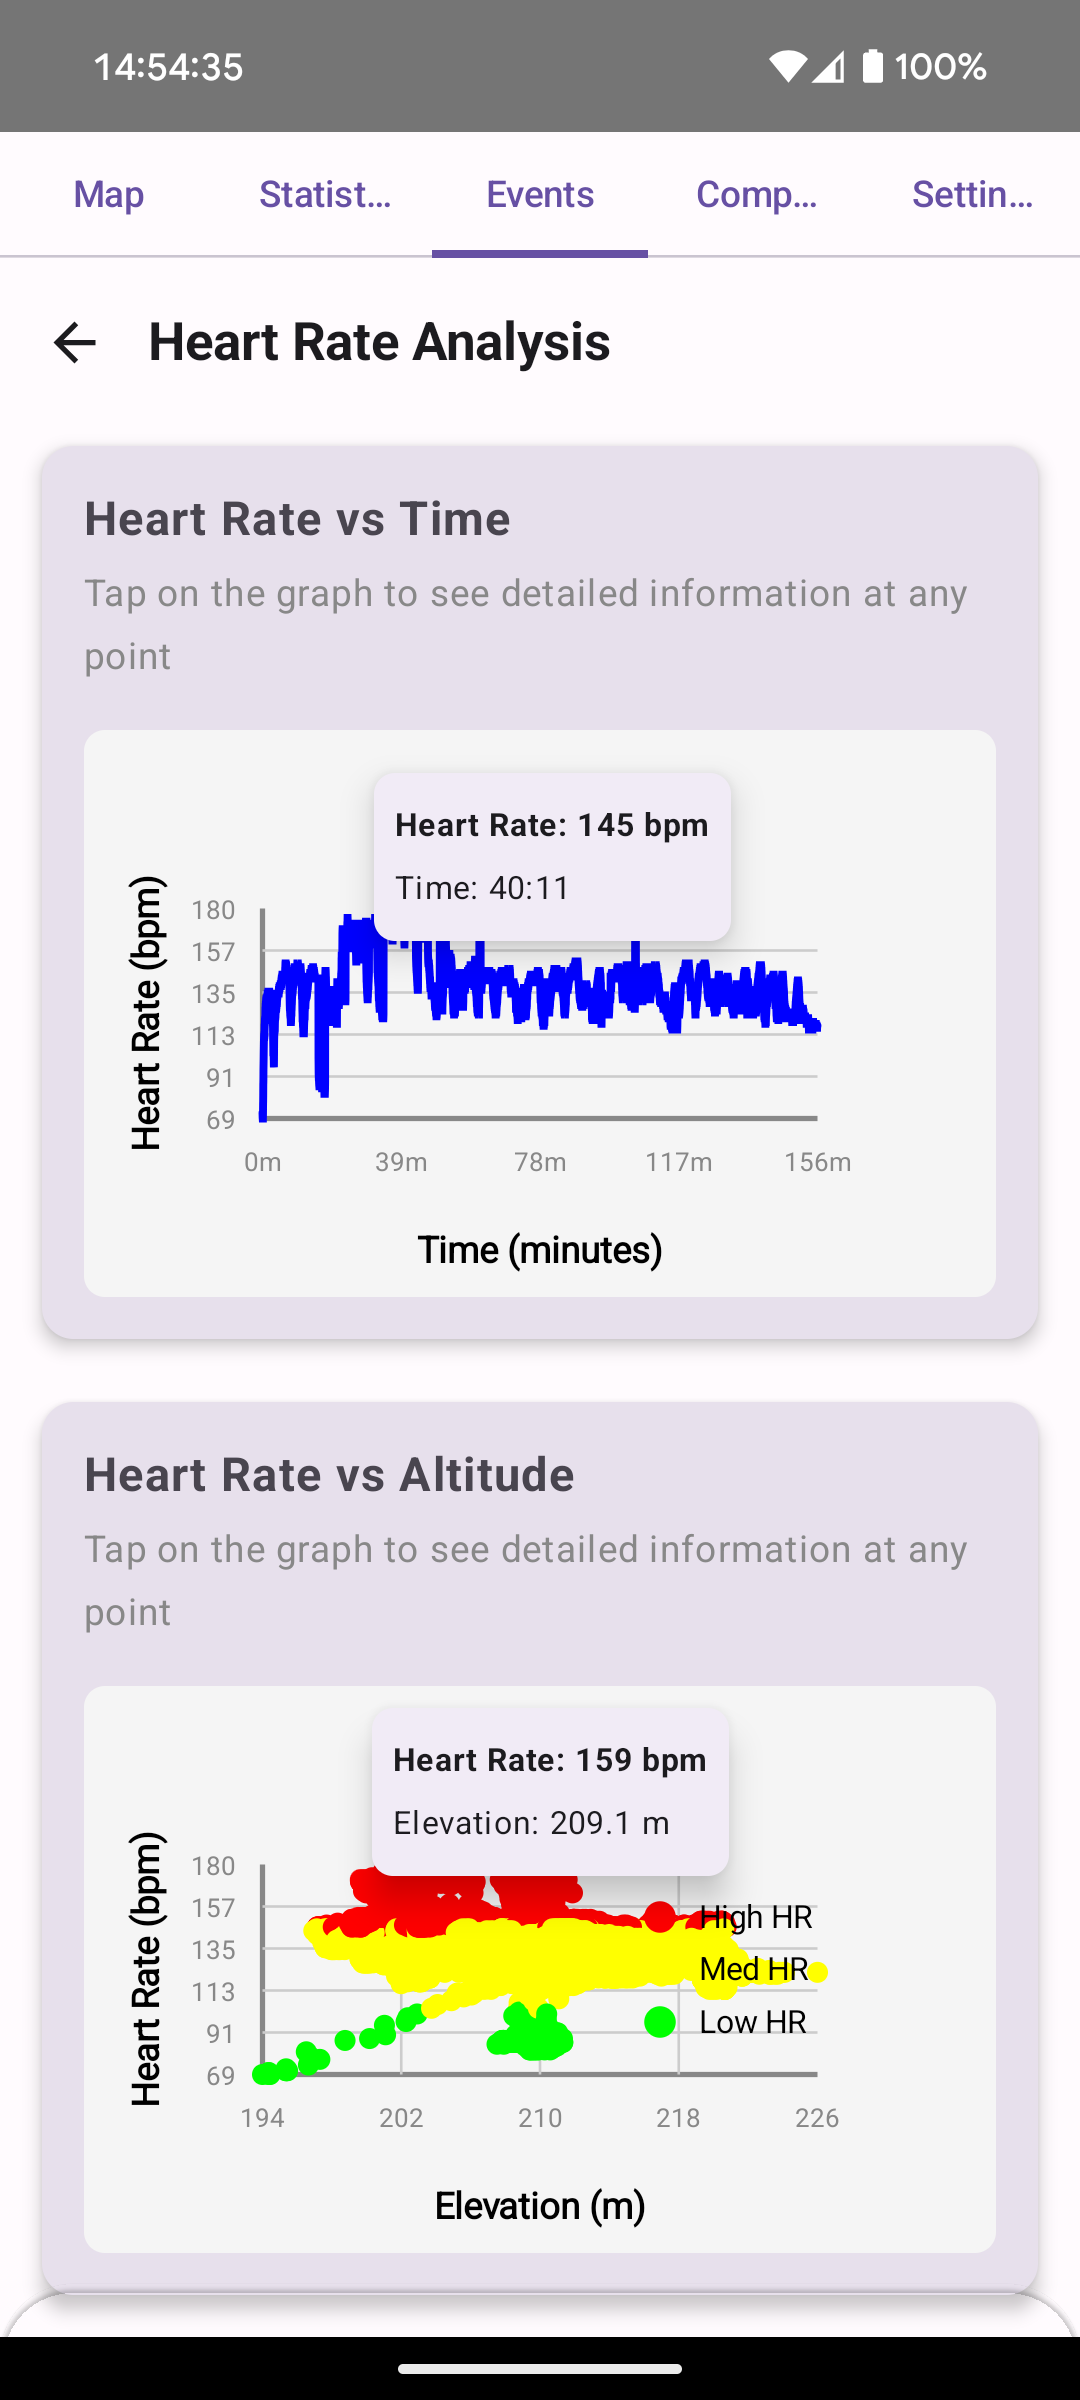 14:54:35
100%
Map
Statist...
Events
Comp...
Settin...
Heart Rate Analysis
Heart Rate vs Time
Tap on the graph to see detailed information at any
point
Heart Rate: 145 bpm
Time: 40:11
Heart Rate (bpm)
180
157
135
113
91
69
0m
39m
78m
117m
156m
Time (minutes)
Heart Rate vs Altitude
Tap on the graph to see detailed information at any
point
Heart Rate: 159 bpm
Elevation: 209.1 m
Heart Rate (bpm)
180
157
135
113
91
69
High HR
Med HR
Low HR
194
202
210
218
226
Elevation (m)